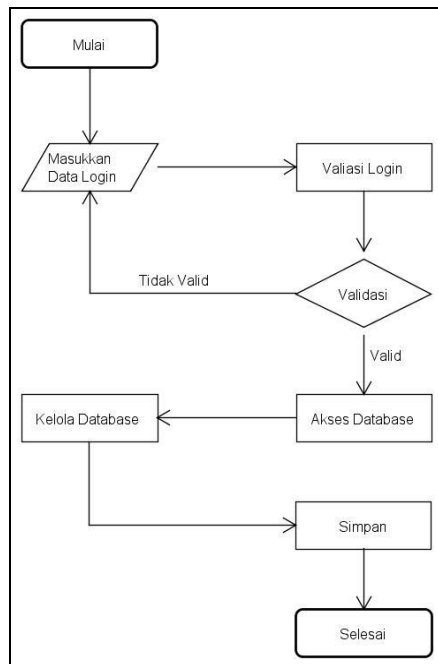 Mulai
Masukkan
Data Login
Valiasi Login
Tidak Valid
Validasi
Valid
Kelola Database
Akses Database
Simpan
Selesai